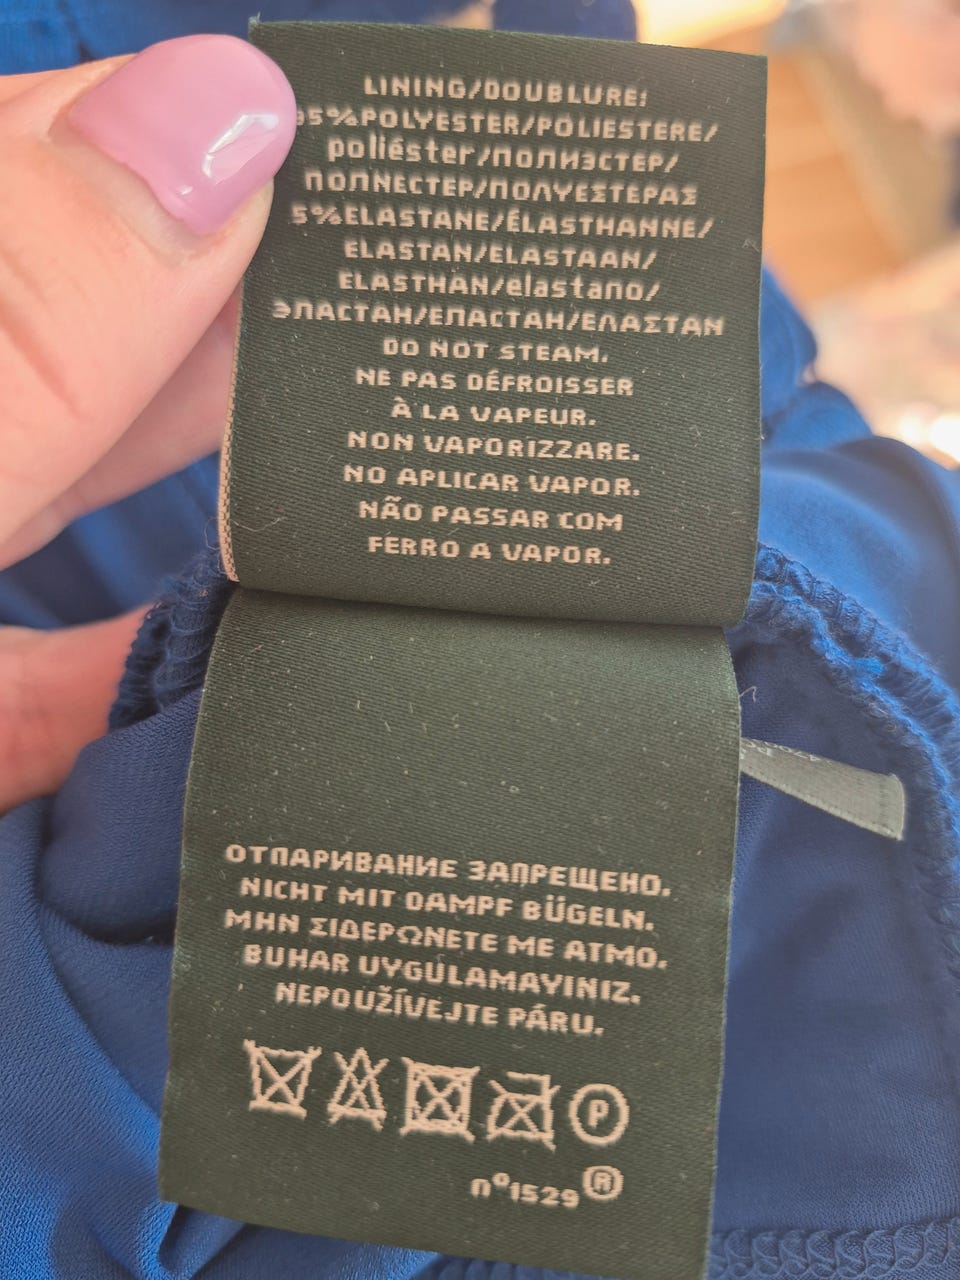 LINING/DOUBLURE:
95%POLYESTER/POLIESTERE/
poliéster/ПОЛИЭСТЕР/
ПОЛNЕСТЕР/ΠΟΛΥΕΣΤΕΡΑΣ
5%ELASTANE/ÉLASTHANNE/
ELASTAN/ELASTAAN/
ELASTHAN/elastano/
ЭЛАСТАН/ЕЛАСТАН/ΕΛΑΣΤΑΝ
DO NOT STEAM.
NE PAS DÉFROISSER
À LA VAPEUR.
NON VAPORIZZARE.
NO APLICAR VAPOR.
NÃO PASSAR COM
FERRO A VAPOR.
ОТПАРИВАНИЕ ЗАПРЕЩЕНО.
NICHT MIT DAMPF BÜGELN.
ΜΗΝ ΣΙΔΕΡΩΝΕΤΕ ΜΕ ΑΤΜΟ.
BUHAR UYGULAMAYINIZ.
NEPOUŽÍVEJTE PÁRU.
P
nº1529®